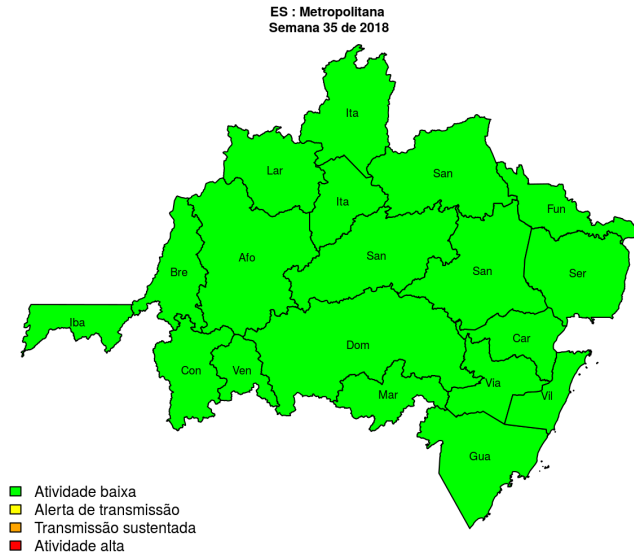 ES : Metropolitana
Semana 35 de 2018
Ita
Lar
San
Ita
Fun
Afo
San
San
Bre
Ser
Iba
Dom
Car
Con
Ven
Mar
Via
Vil
Gua
Atividade baixa
Alerta de transmissão
Transmissão sustentada
Atividade alta